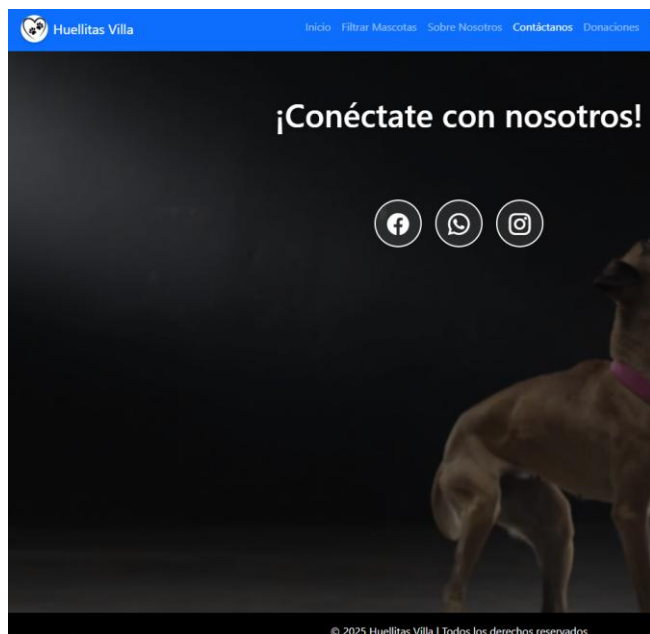 Huellitas Villa
Inicio Filtrar Mascotas Sobre Nosotros Contáctanos Donaciones
¡Conéctate con nosotros!
© 2025 Huellitas Villa | Todos los derechos reservados